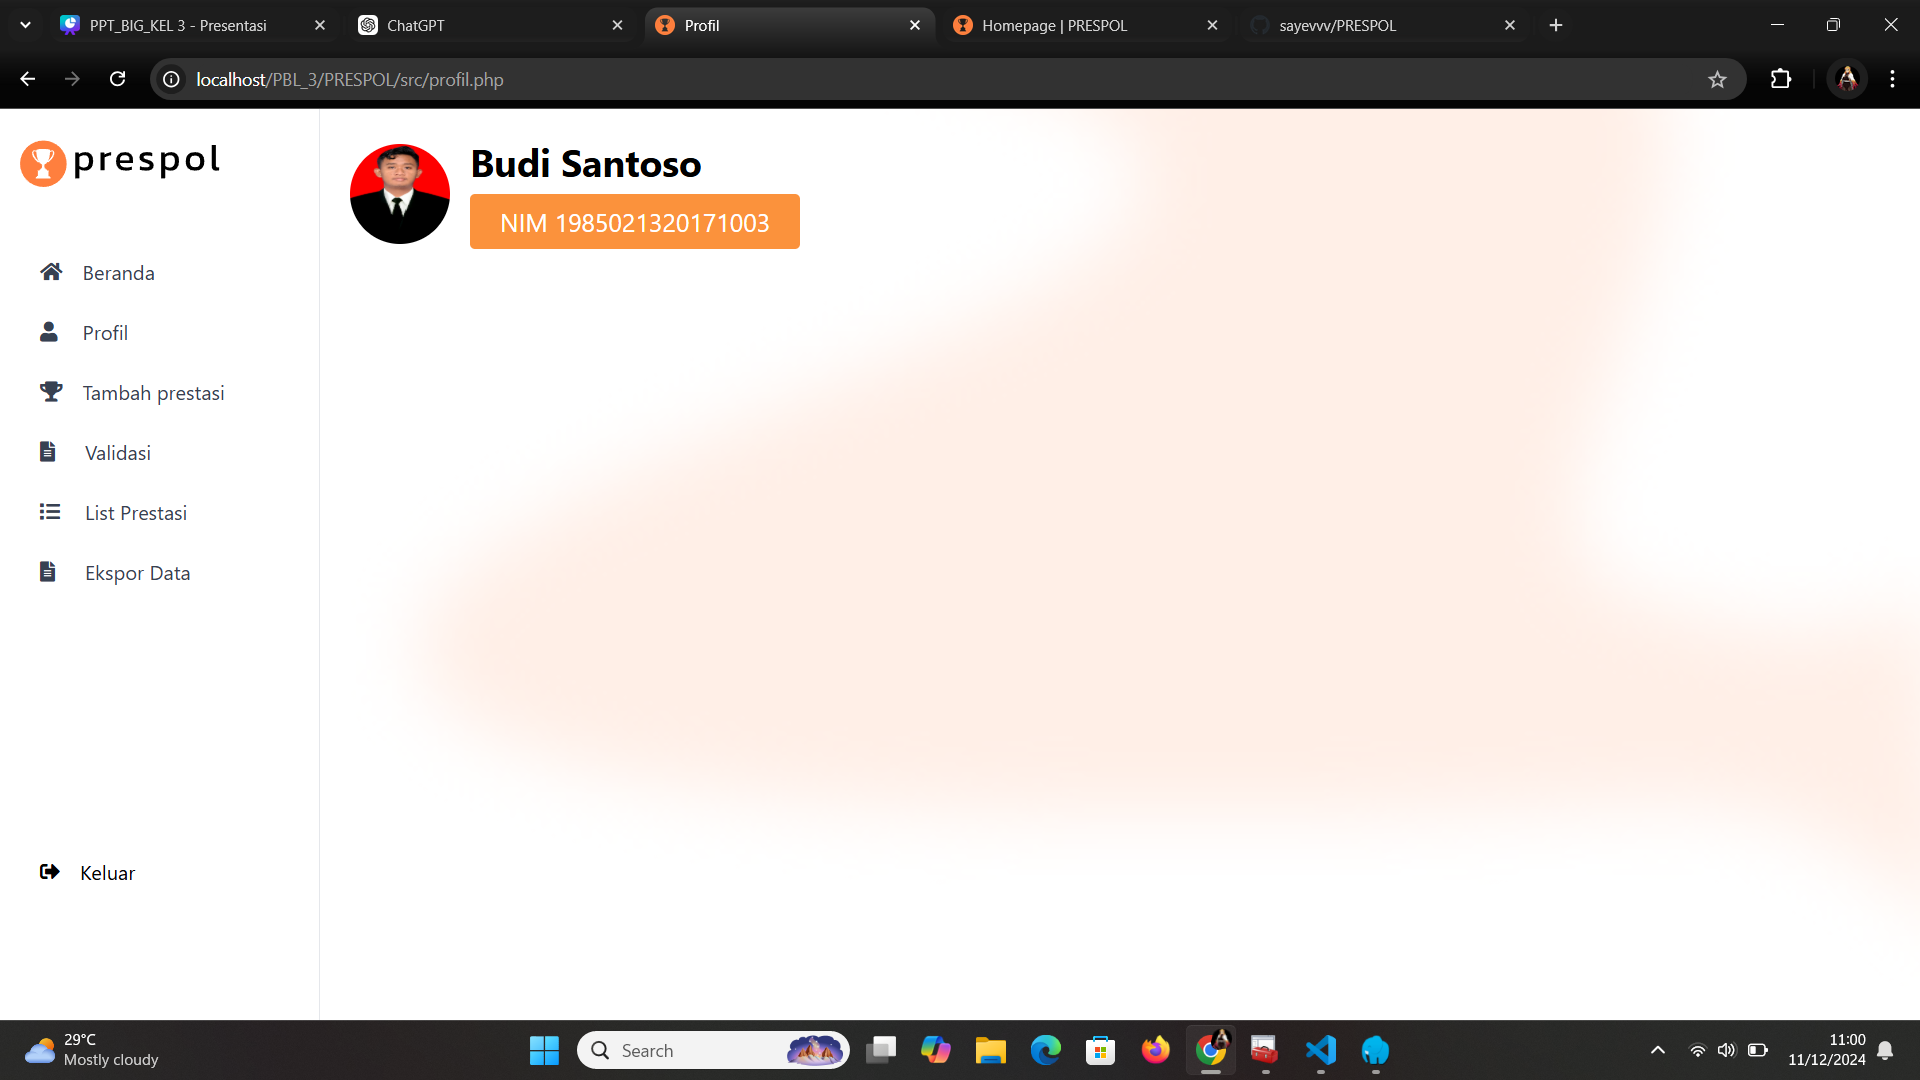 PPT_BIG_KEL 3 - Presentasi
ChatGPT
Profil
Homepage | PRESPOL
sayevvv/PRESPOL
localhost/PBL_3/PRESPOL/src/profil.php
prespol
Budi Santoso
NIM 1985021320171003
Beranda
Profil
Tambah prestasi
Validasi
List Prestasi
Ekspor Data
Keluar
29°C
Mostly cloudy
Search
11:00
11/12/2024